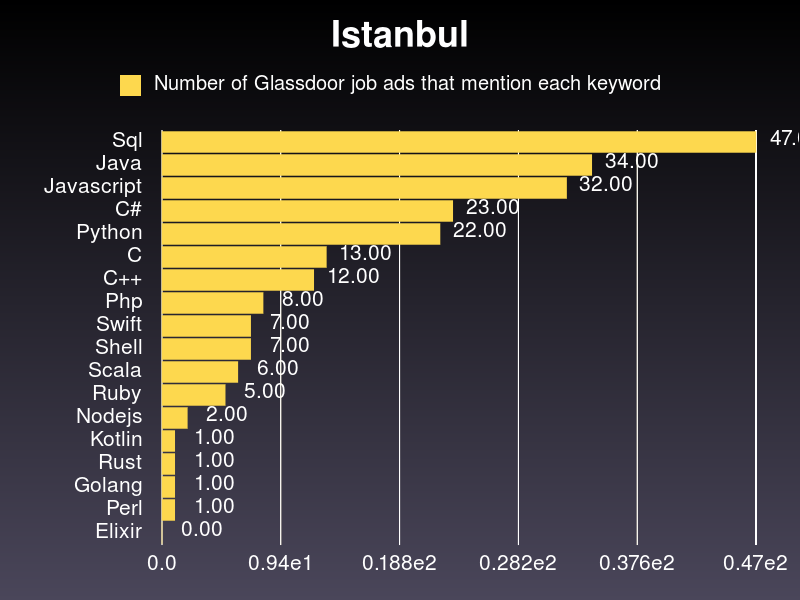 Istanbul
Number of Glassdoor job ads that mention each keyword
Sql 47.
Java 34.00
Javascript 32.00
C# 23.00
Python 22.00
C 13.00
C++ 12.00
Php 8.00
Swift 7.00
Shell 7.00
Scala 6.00
Ruby 5.00
Nodejs 2.00
Kotlin 1.00
Rust 1.00
Golang 1.00
Perl 1.00
Elixir 0.00
0.0 0.94e1 0.188e2 0.282e2 0.376e2 0.47e2